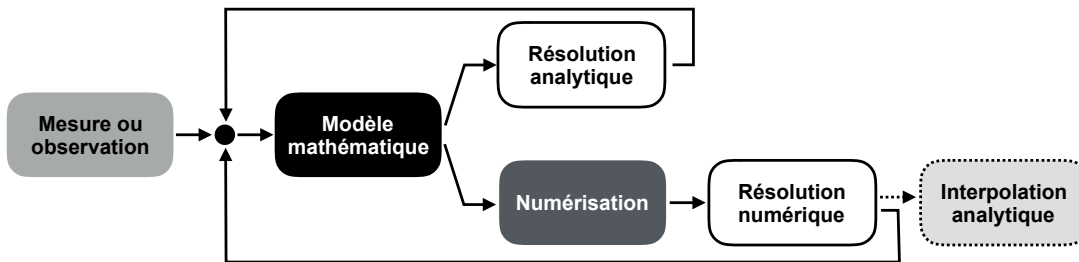 Résolution
analytique
Mesure ou
observation
Modèle
mathématique
Numérisation
Résolution
numérique
Interpolation
analytique